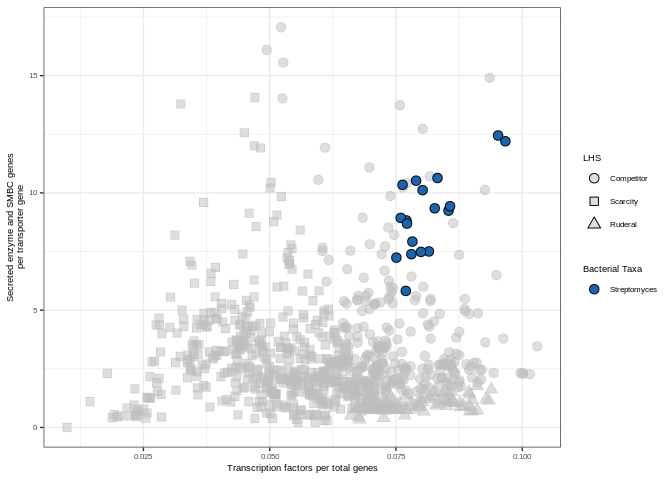 15
10
5
0
0.025
0.050
0.075
0.100
Transcription factors per total genes
Secreted enzyme and SMBC genes
per transporter gene
LHS
Competitor
Scarcity
Ruderal
Bacterial Taxa
Streptomyces